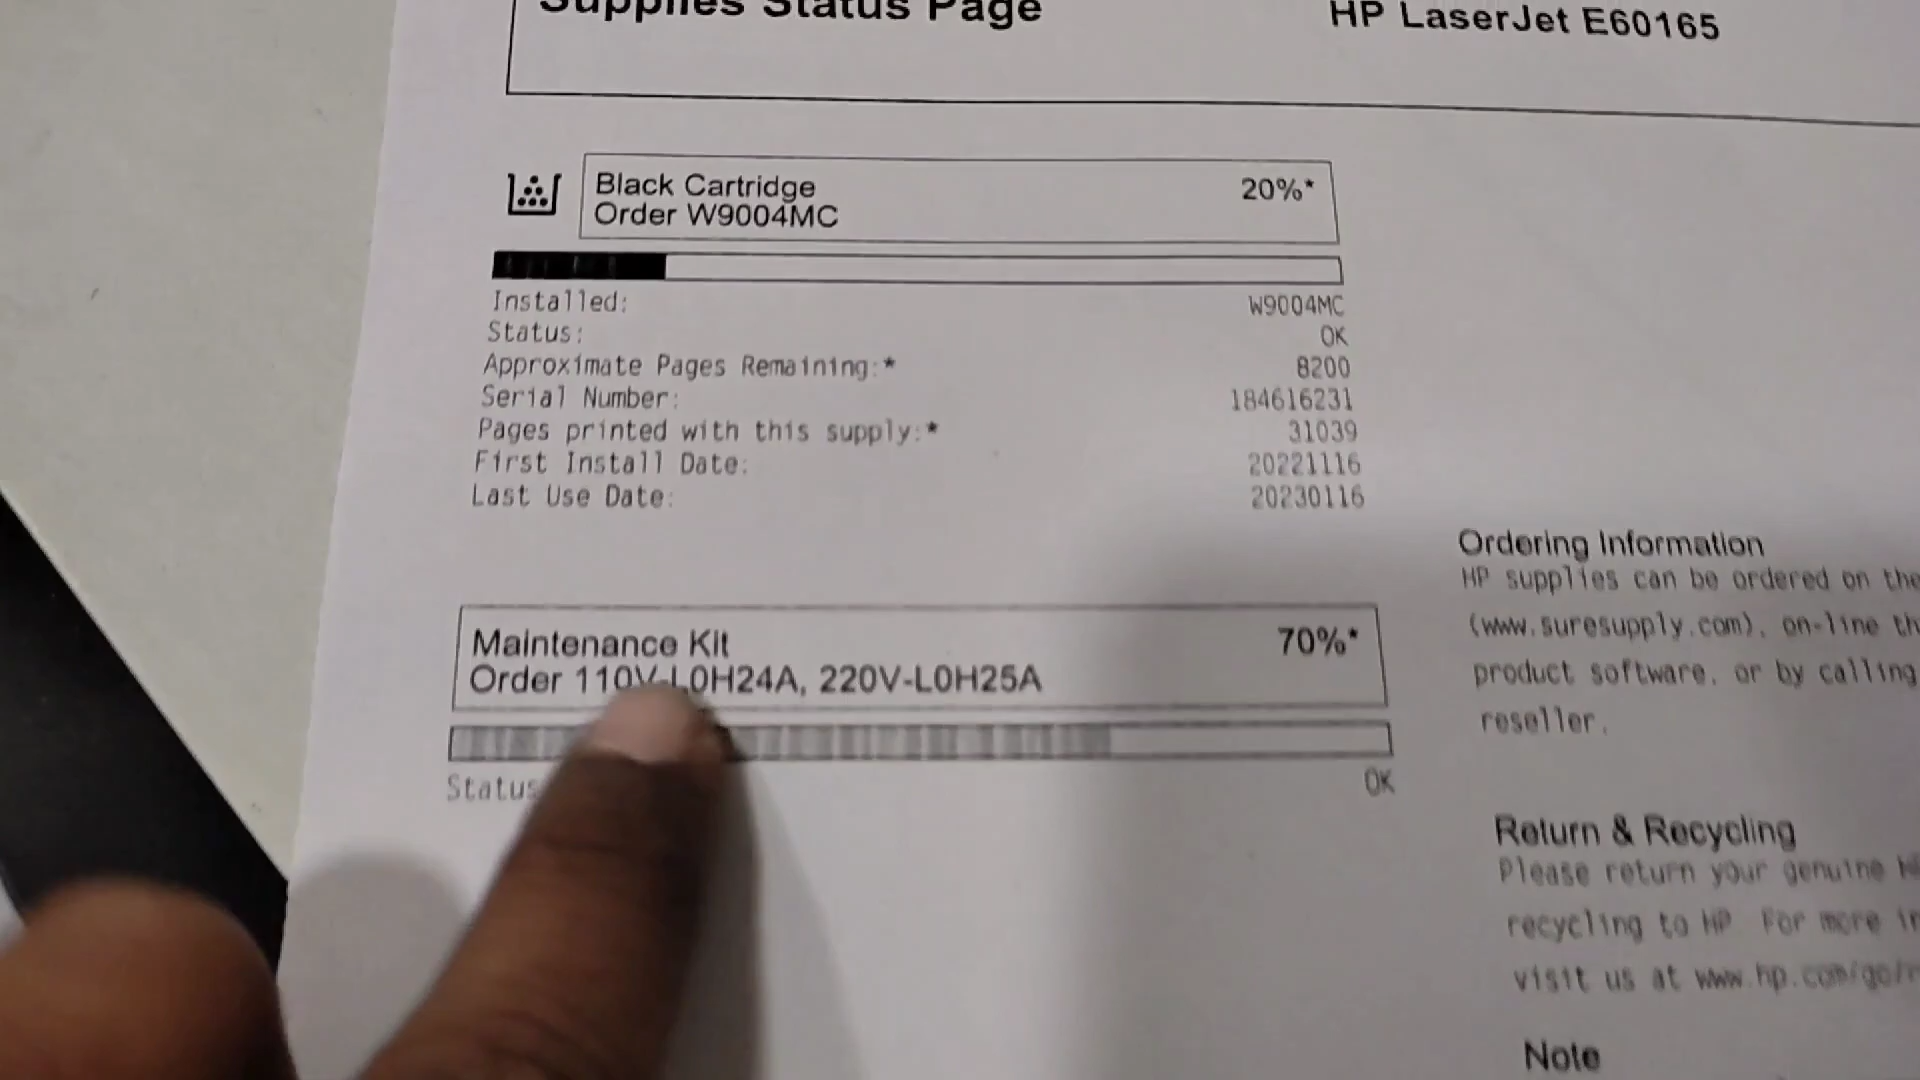 Supplies Status Page
HP LaserJet E60165
Black Cartridge 20%*
Order W9004MC
Installed: W9004MC
Status: OK
Approximate Pages Remaining:* 8200
Serial Number: 184616231
Pages printed with this supply:* 31039
First Install Date: 20221116
Last Use Date: 20230116
Maintenance Kit 70%*
Order 110V-L0H24A, 220V-L0H25A
Status OK
Ordering Information
HP supplies can be ordered on the
(www.suresupply.com), on-line th
product software, or by calling
reseller.
Return & Recycling
Please return your genuine
recycling to HP For more
visit us at www.hp.com/go/
Note